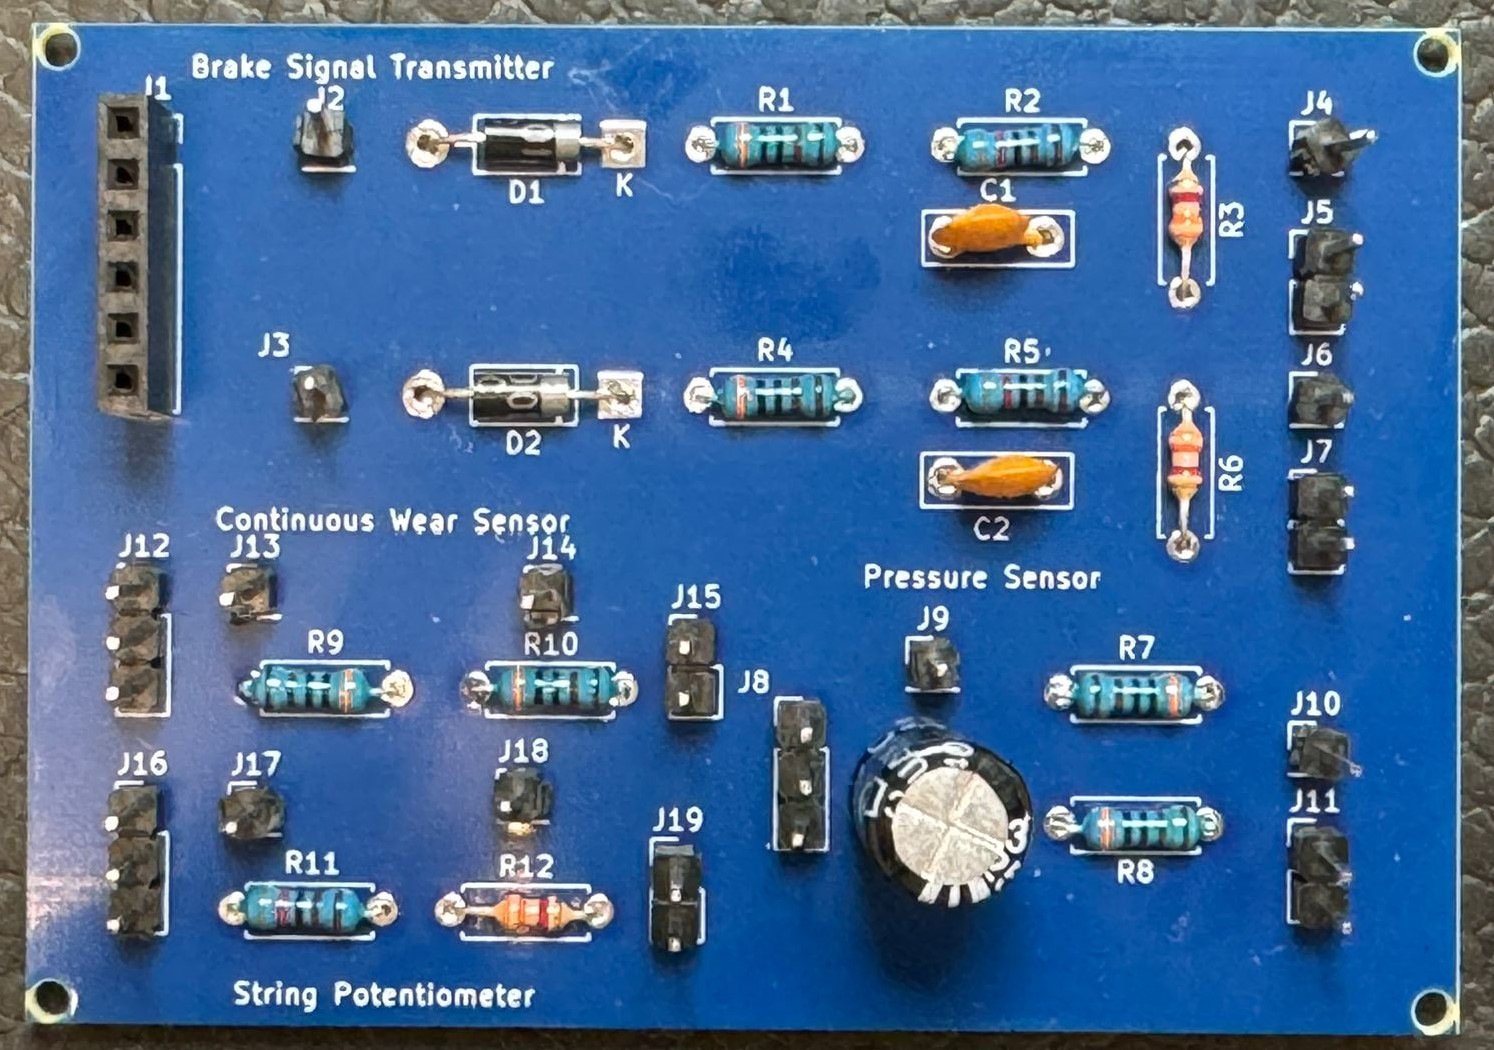 Brake Signal Transmitter
J1
J2
R1
R2
J4
D1
K
C1
R3
J5
J3
R4
R5
J6
D2
K
J7
R6
C2
Continuous Wear Sensor
J12
J13
J14
Pressure Sensor
J15
J9
R9
R10
R7
J8
J10
J16
J17
J18
J11
J19
R11
R12
R8
String Potentiometer